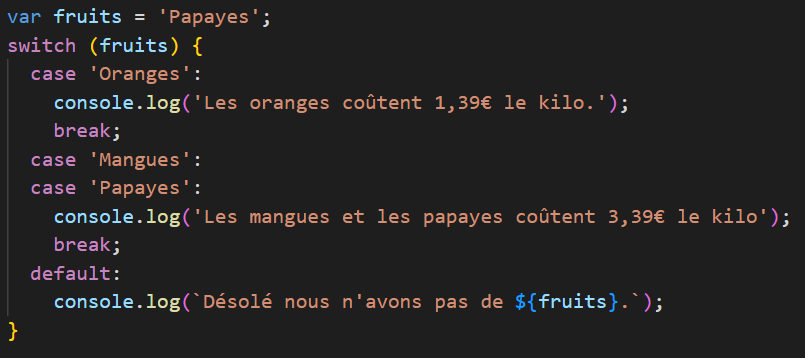 var fruits = 'Papayes';
switch (fruits) {
  case 'Oranges':
    console.log('Les oranges coûtent 1,39€ le kilo.');
    break;
  case 'Mangues':
  case 'Papayes':
    console.log('Les mangues et les papayes coûtent 3,39€ le kilo');
    break;
  default:
    console.log(`Désolé nous n'avons pas de ${fruits}.`);
}